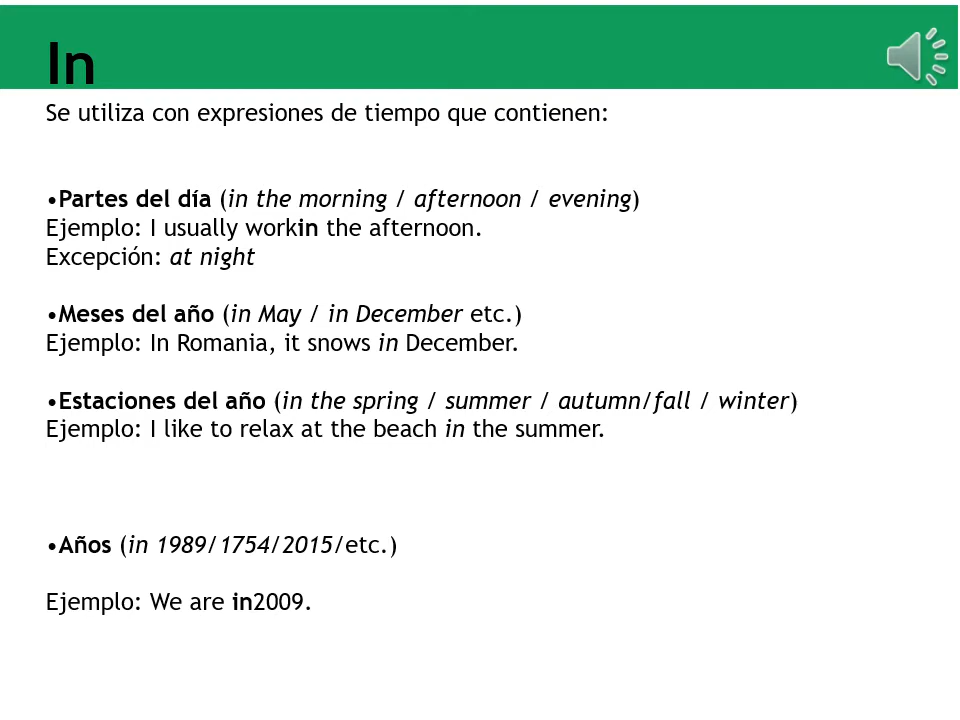 In
Se utiliza con expresiones de tiempo que contienen:
•Partes del día (in the morning / afternoon / evening)
Ejemplo: I usually workin the afternoon.
Excepción: at night
•Meses del año (in May / in December etc.)
Ejemplo: In Romania, it snows in December.
•Estaciones del año (in the spring / summer / autumn/fall / winter)
Ejemplo: I like to relax at the beach in the summer.
•Años (in 1989/1754/2015/etc.)
Ejemplo: We are in2009.